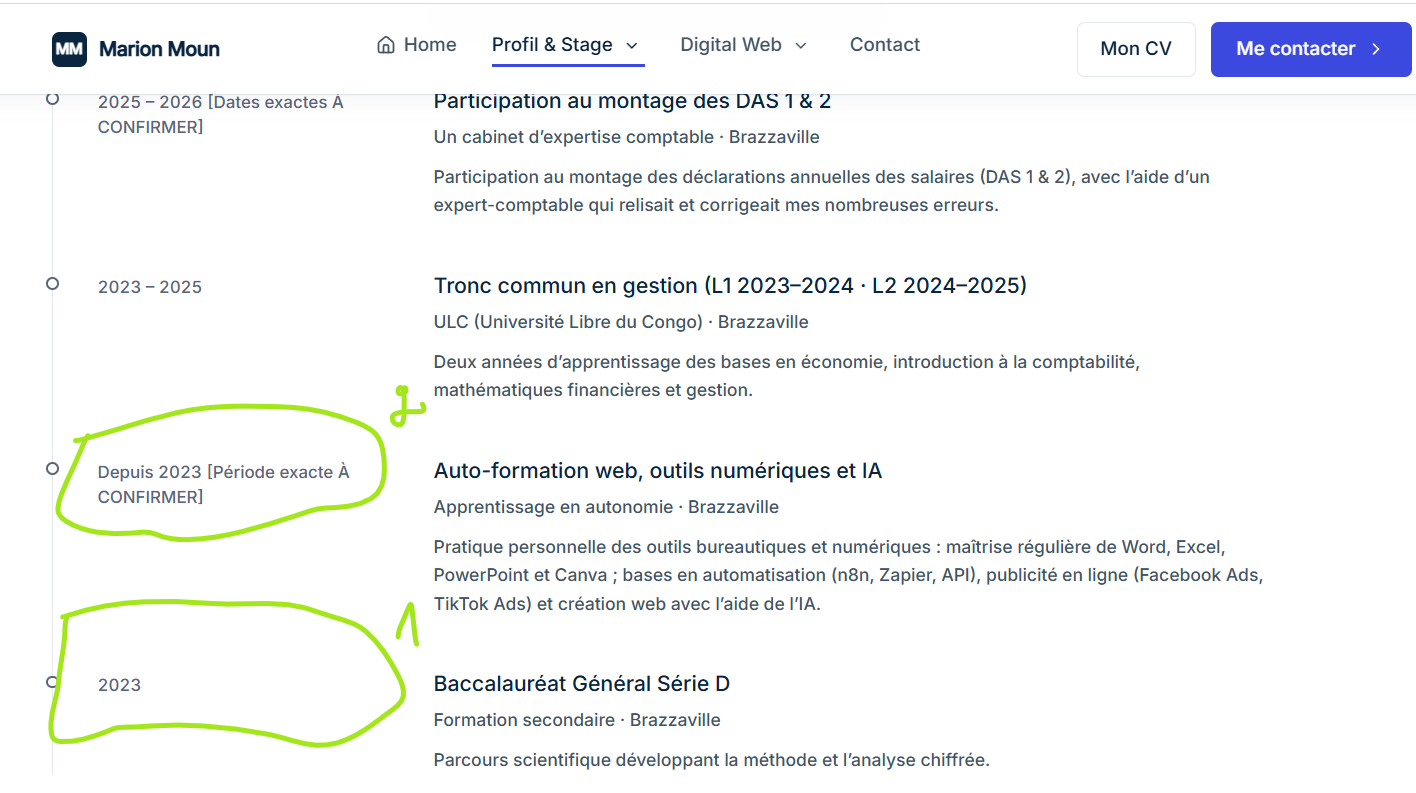 MM Marion Moun
Home
Profil & Stage
Digital Web
Contact
Mon CV
Me contacter
2025 – 2026 [Dates exactes À
CONFIRMER]
Participation au montage des DAS 1 & 2
Un cabinet d’expertise comptable · Brazzaville
Participation au montage des déclarations annuelles des salaires (DAS 1 & 2), avec l’aide d’un
expert-comptable qui relisait et corrigeait mes nombreuses erreurs.
2023 – 2025
Tronc commun en gestion (L1 2023–2024 · L2 2024–2025)
ULC (Université Libre du Congo) · Brazzaville
Deux années d’apprentissage des bases en économie, introduction à la comptabilité,
mathématiques financières et gestion.
2
Depuis 2023 [Période exacte À
CONFIRMER]
Auto-formation web, outils numériques et IA
Apprentissage en autonomie · Brazzaville
Pratique personnelle des outils bureautiques et numériques : maîtrise régulière de Word, Excel,
PowerPoint et Canva ; bases en automatisation (n8n, Zapier, API), publicité en ligne (Facebook Ads,
TikTok Ads) et création web avec l’aide de l’IA.
1
2023
Baccalauréat Général Série D
Formation secondaire · Brazzaville
Parcours scientifique développant la méthode et l’analyse chiffrée.